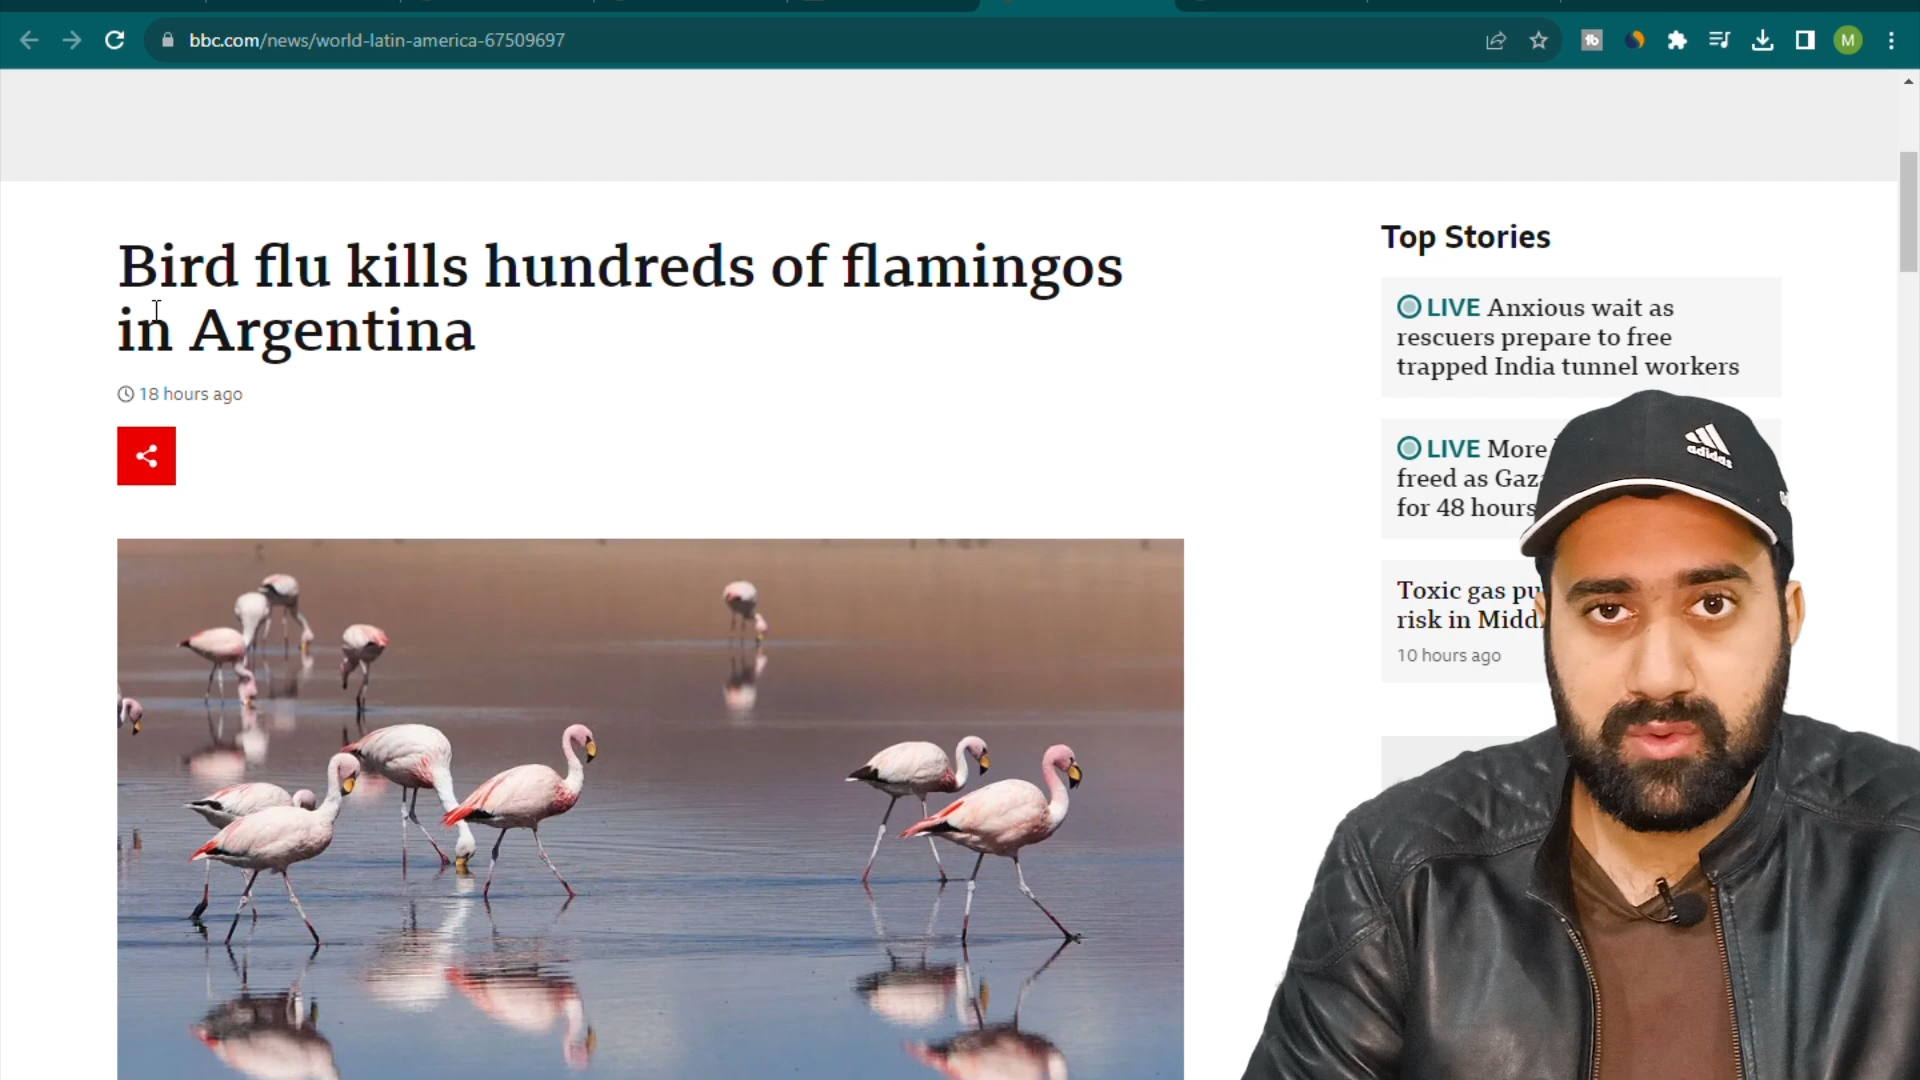 bbc.com/news/world-latin-america-67509697
M
Bird flu kills hundreds of flamingos
in Argentina
18 hours ago
Top Stories
LIVE Anxious wait as
rescuers prepare to free
trapped India tunnel workers
LIVE More
freed as Gaz
for 48 hours
Toxic gas pu
risk in Midd
10 hours ago
adidas